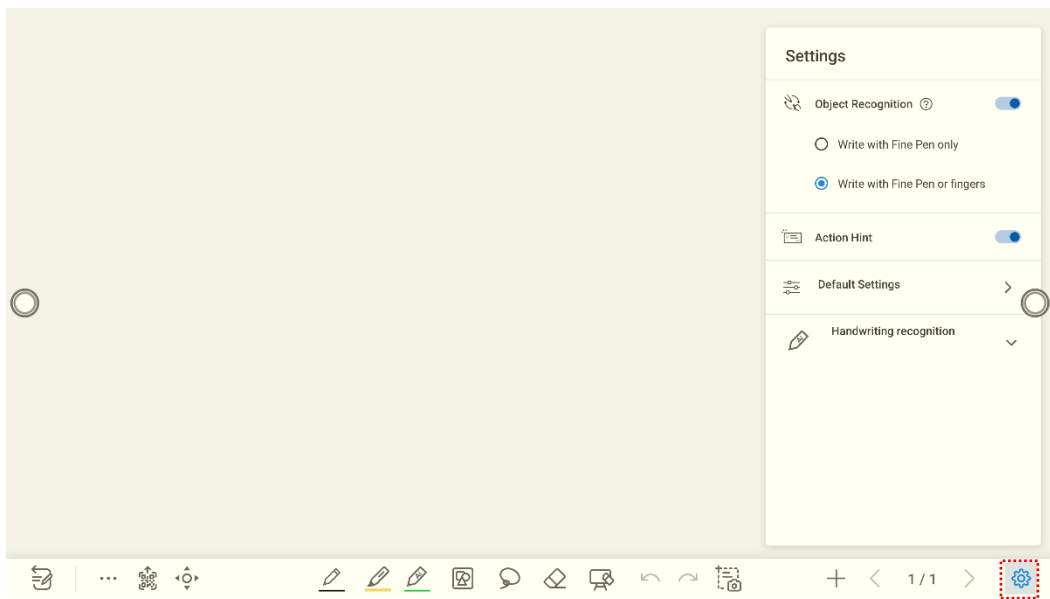 Settings
Object Recognition
Write with Fine Pen only
Write with Fine Pen or fingers
Action Hint
Default Settings
Handwriting recognition
1 / 1